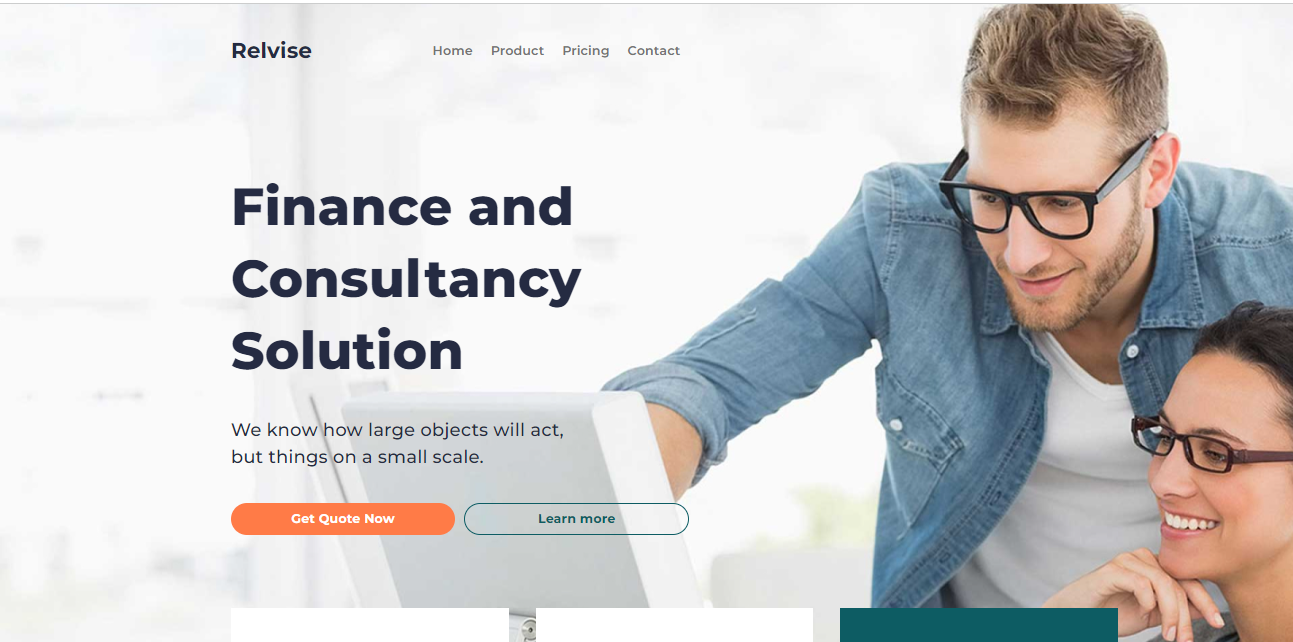 Relvise
Home Product Pricing Contact
Finance and
Consultancy
Solution
We know how large objects will act,
but things on a small scale.
Get Quote Now Learn more